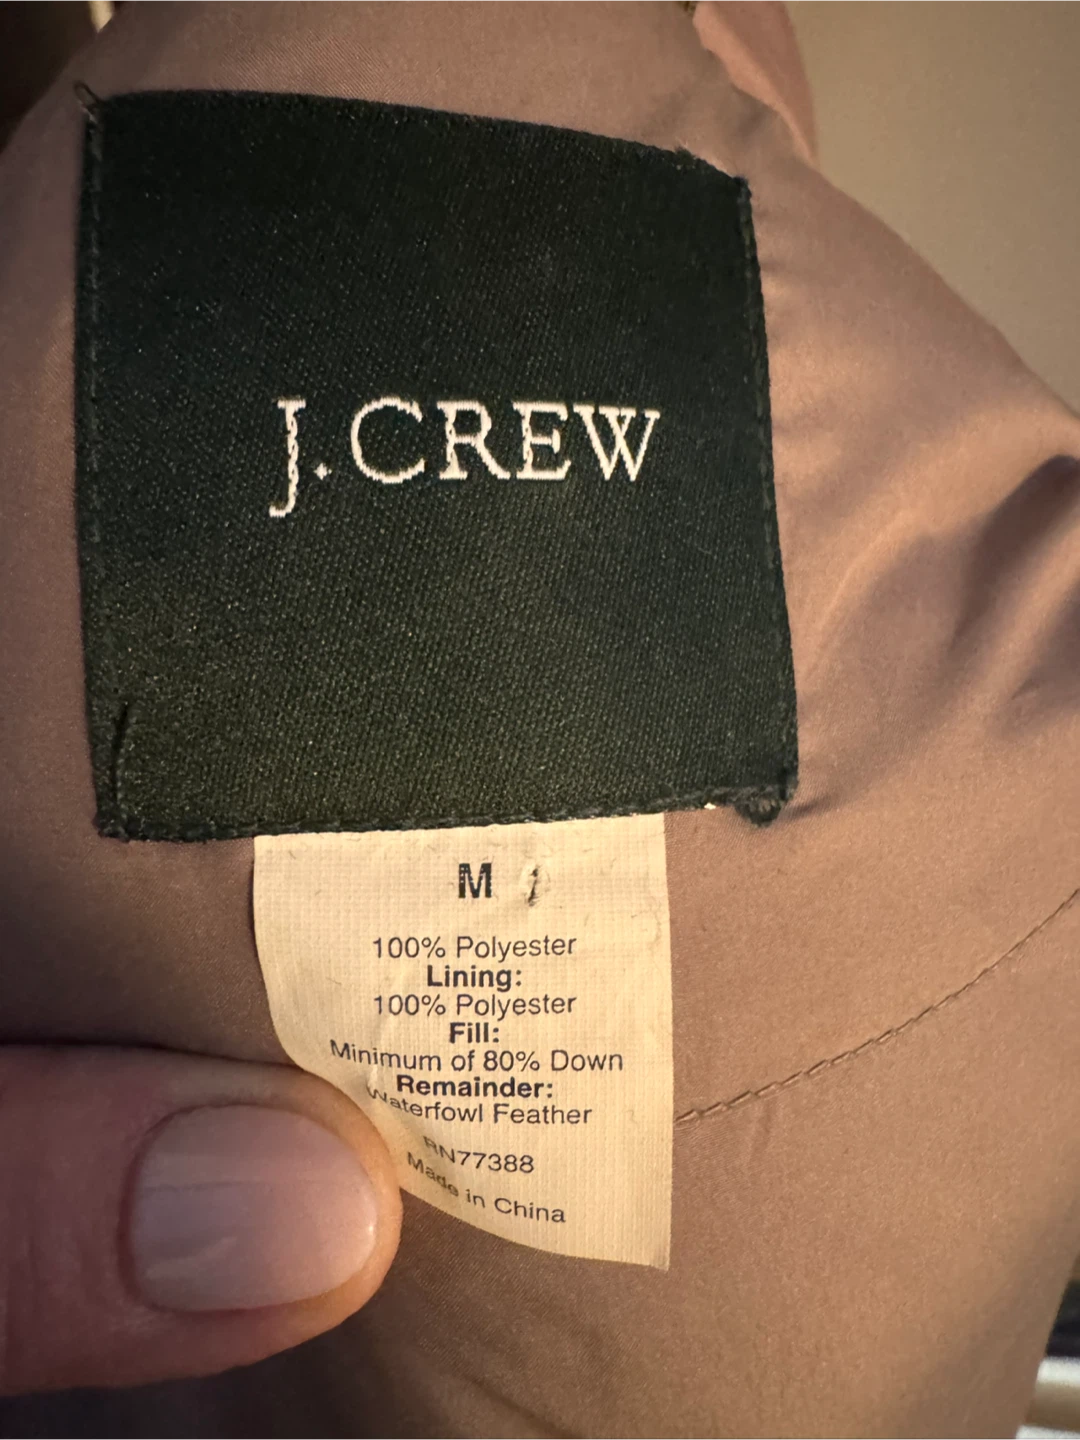 J.CREW
M
100% Polyester
Lining:
100% Polyester
Fill:
Minimum of 80% Down
Remainder:
Waterfowl Feather
RN77388
Made in China